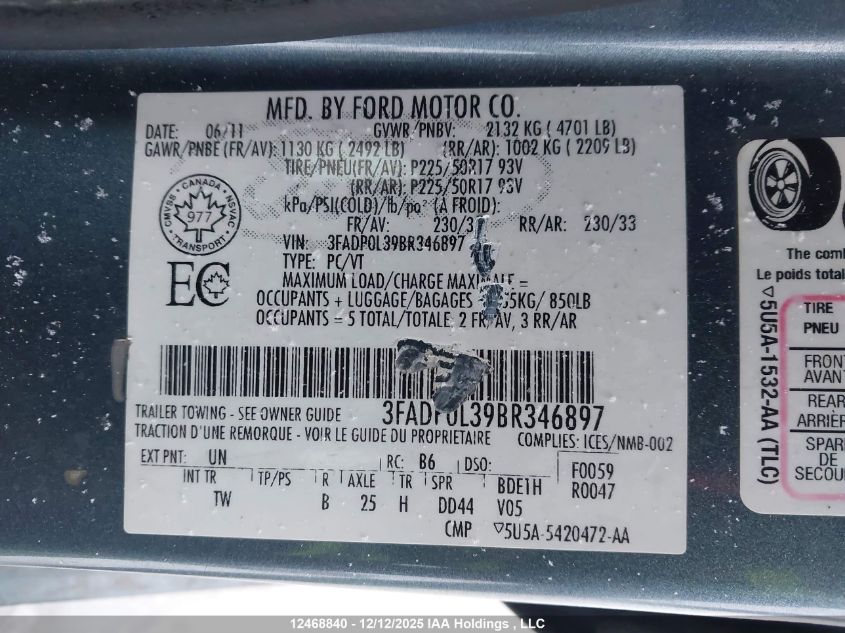 MFD. BY FORD MOTOR CO.
DATE: 06/11 GVWR/PNBV: 2132 KG ( 4701 LB)
GAWR/PNBE (FR/AV): 1130 KG ( 2492 LB) (RR/AR): 1002 KG ( 2209 LB)
TIRE/PNEU(FR/AV): P225/50R17 93V
(RR/AR): P225/50R17 93V
kPa/PSI(COLD)/lb/po² (A FROID):
FR/AV: 230/3 RR/AR: 230/33
VIN: 3FADP0L39BR346897
TYPE: PC/VT
MAXIMUM LOAD/CHARGE MAXIMALE =
OCCUPANTS + LUGGAGE/BAGAGES 5KG/ 850LB
OCCUPANTS = 5 TOTAL/TOTALE: 2 FR/AV, 3 RR/AR
CANADA
CMVSS NSVAC
977
TRANSPORT
EC
3FADP0L39BR346897
TRAILER TOWING - SEE OWNER GUIDE
TRACTION D'UNE REMORQUE - VOIR LE GUIDE DU PROPRIETAIRE
COMPLIES: ICES/NMB-002
EXT PNT: UN RC: B6 DSO: F0059
INT TR TP/PS R AXLE TR SPR BDE1H R0047
TW B 25 H DD44 V05
CMP ▽5U5A-5420472-AA
The comb
Le poids total
▽5U5A-1532-AA (TLC)
TIRE
PNEU
FRONT
AVANT
REAR
ARRIÈR
SPARE
DE
SECOU
12468840 - 12/12/2025 IAA Holdings , LLC